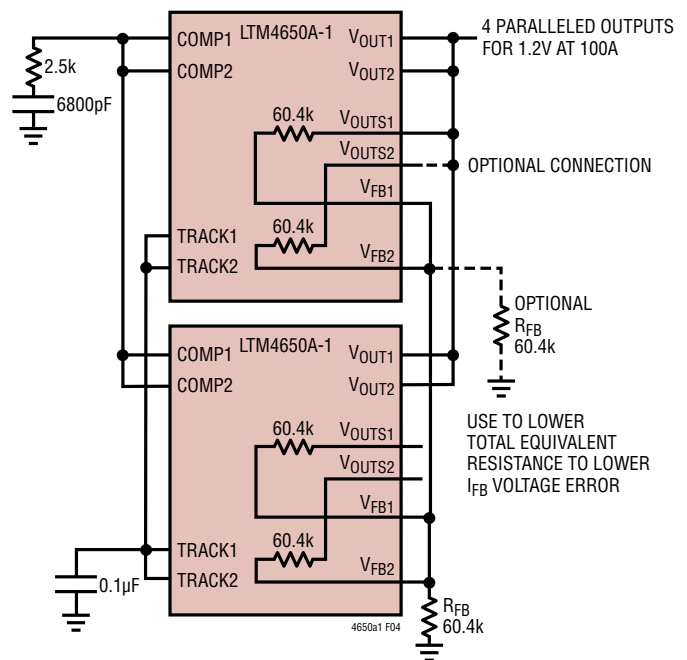 COMP1 LTM4650A-1 VOUT1
4 PARALLELED OUTPUTS
FOR 1.2V AT 100A
COMP2 VOUT2
2.5k
6800pF
60.4k VOUTS1
VOUTS2
OPTIONAL CONNECTION
VFB1
60.4k
TRACK1
TRACK2 VFB2
OPTIONAL
RFB
60.4k
COMP1 LTM4650A-1 VOUT1
COMP2 VOUT2
60.4k VOUTS1
VOUTS2
USE TO LOWER
TOTAL EQUIVALENT
RESISTANCE TO LOWER
IFB VOLTAGE ERROR
VFB1
60.4k
TRACK1
TRACK2 VFB2
0.1µF
RFB
60.4k
4650a1 F04